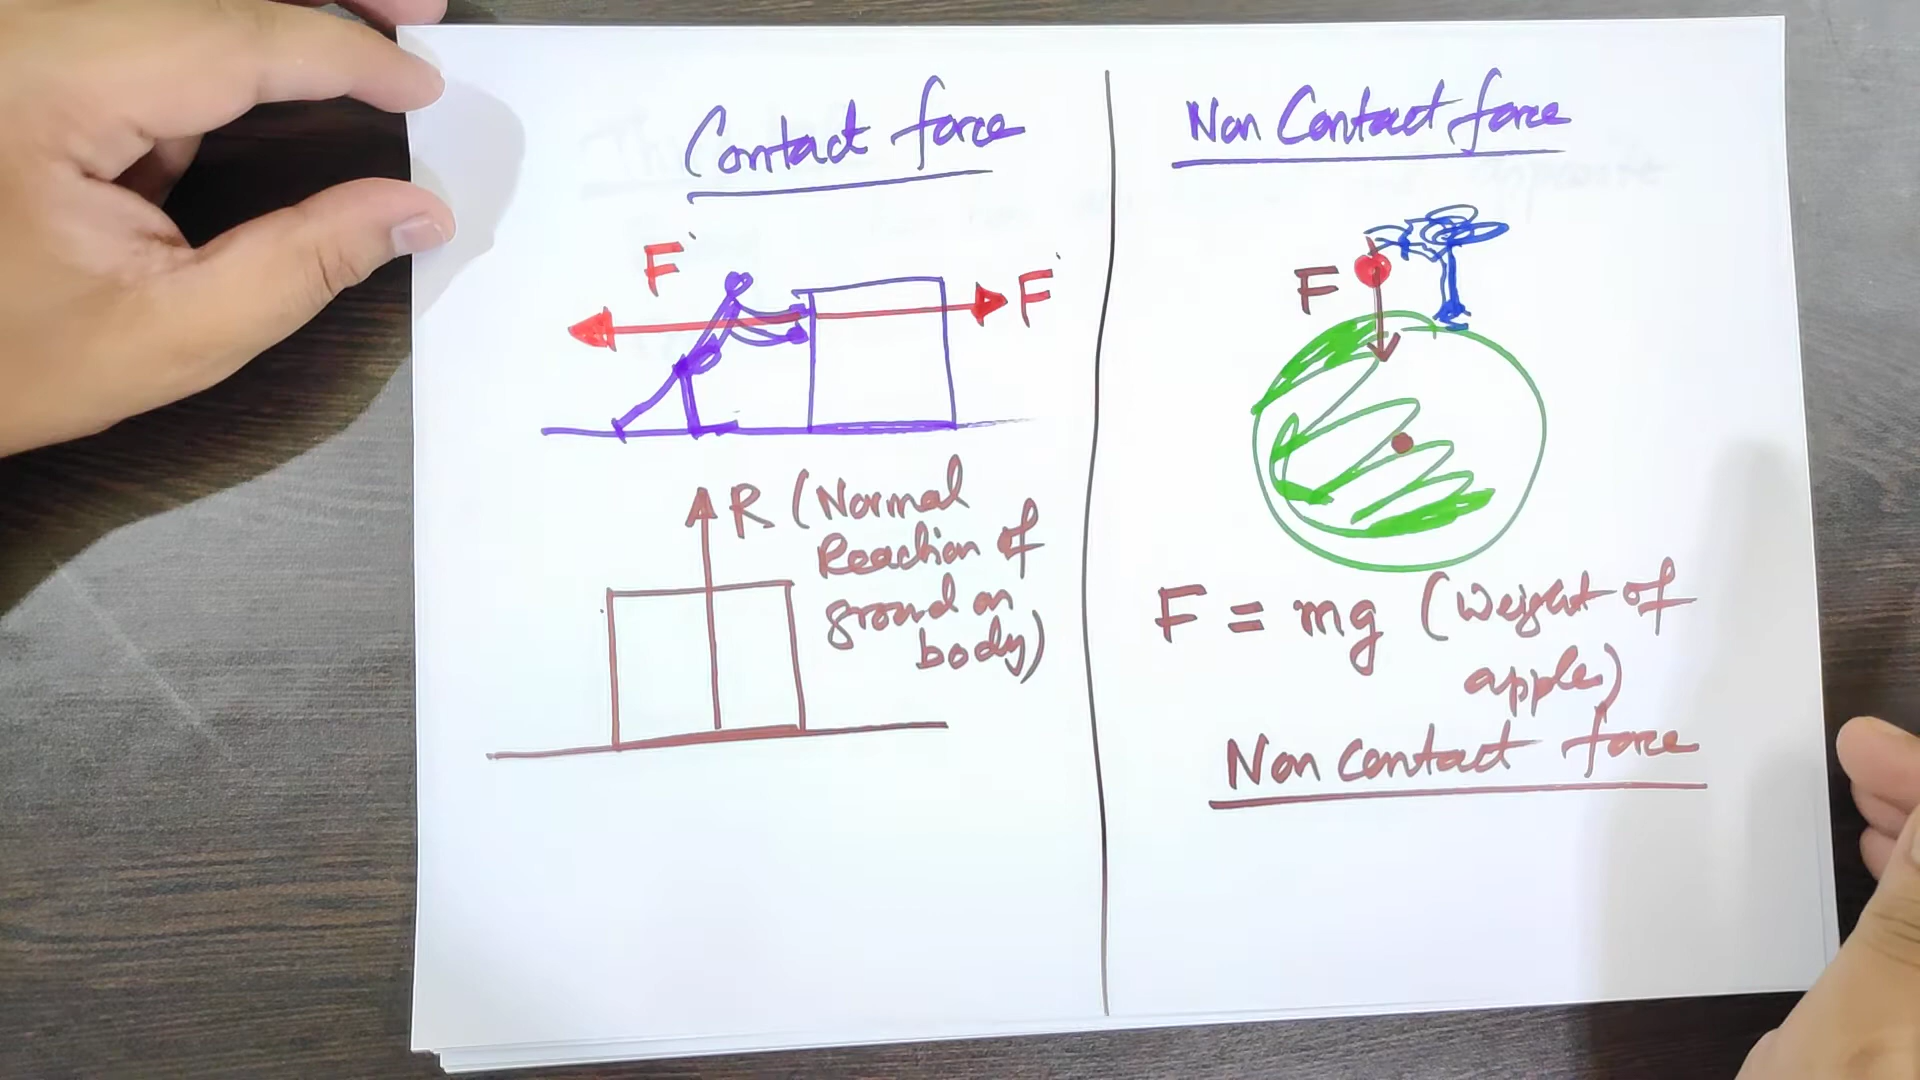 Contact force
F
F
R (Normal
Reaction of
ground on
body)
Non Contact force
F
F = mg (Weight of
apple)
Non Contact force